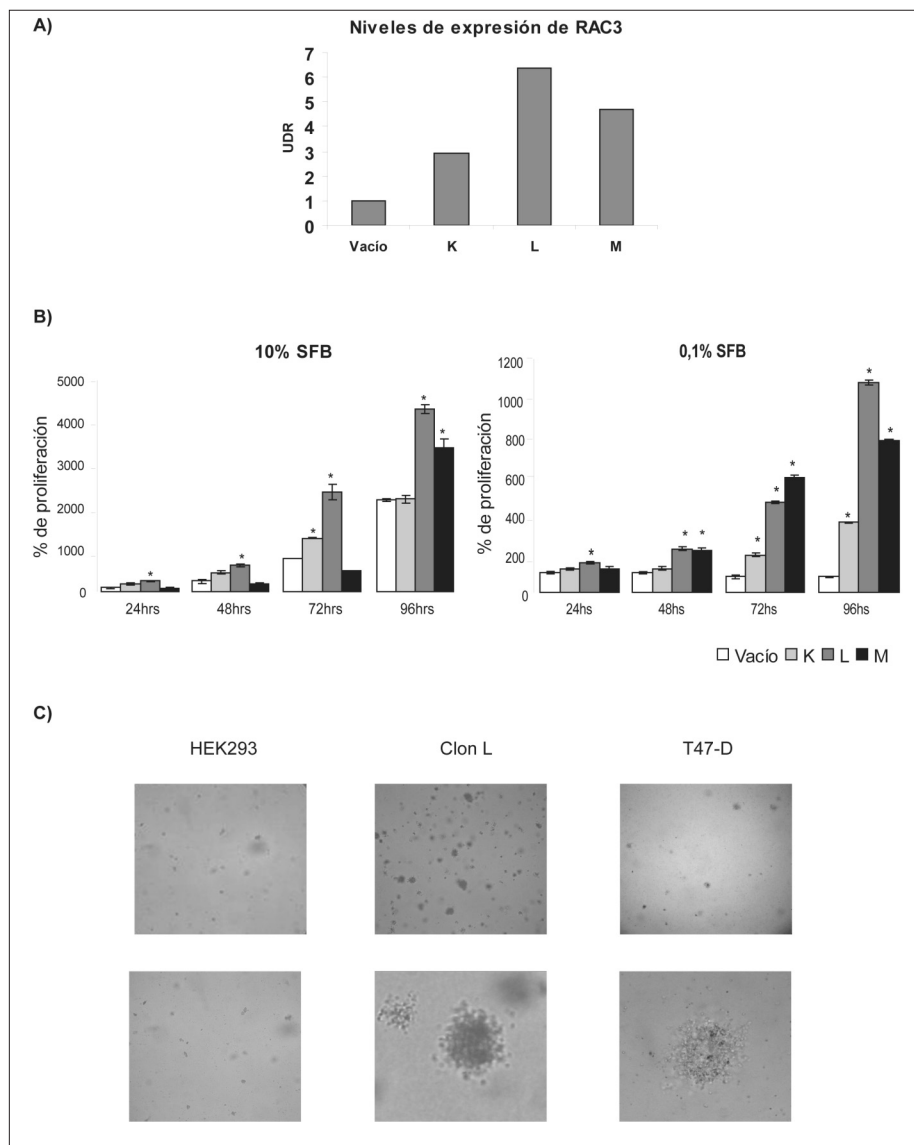 A)
Niveles de expresión de RAC3
UDR
7
6
5
4
3
2
1
0
Vacío K L M
B)
10% SFB
% de proliferación
5000
4000
3000
2000
1000
0
24hrs 48hrs 72hrs 96hrs
* * * * * *
0,1% SFB
% de proliferación
1200
1000
800
600
400
200
0
24hs 48hs 72hs 96hs
* * * * * * * * *
Vacío K L M
C)
HEK293 Clon L T47-D